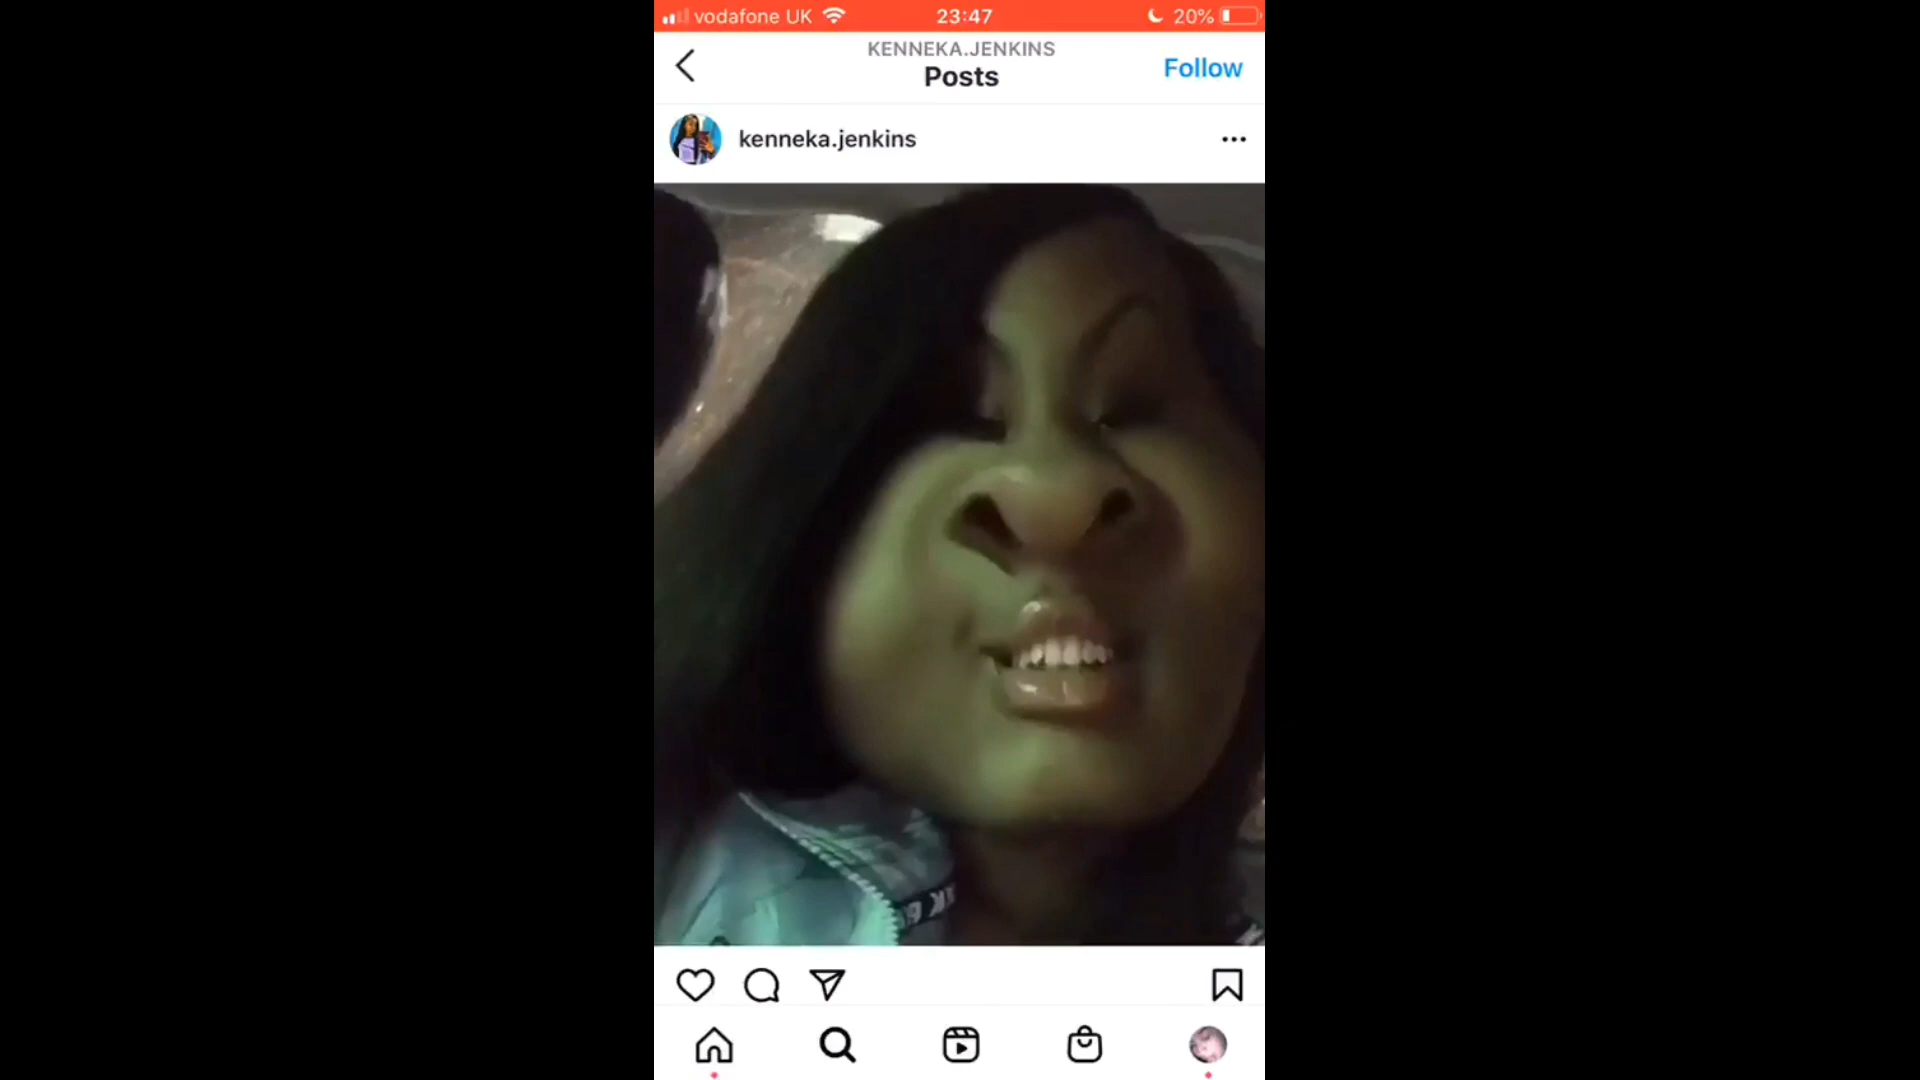 vodafone UK 23:47 20%
KENNEKA.JENKINS
Posts
Follow
kenneka.jenkins